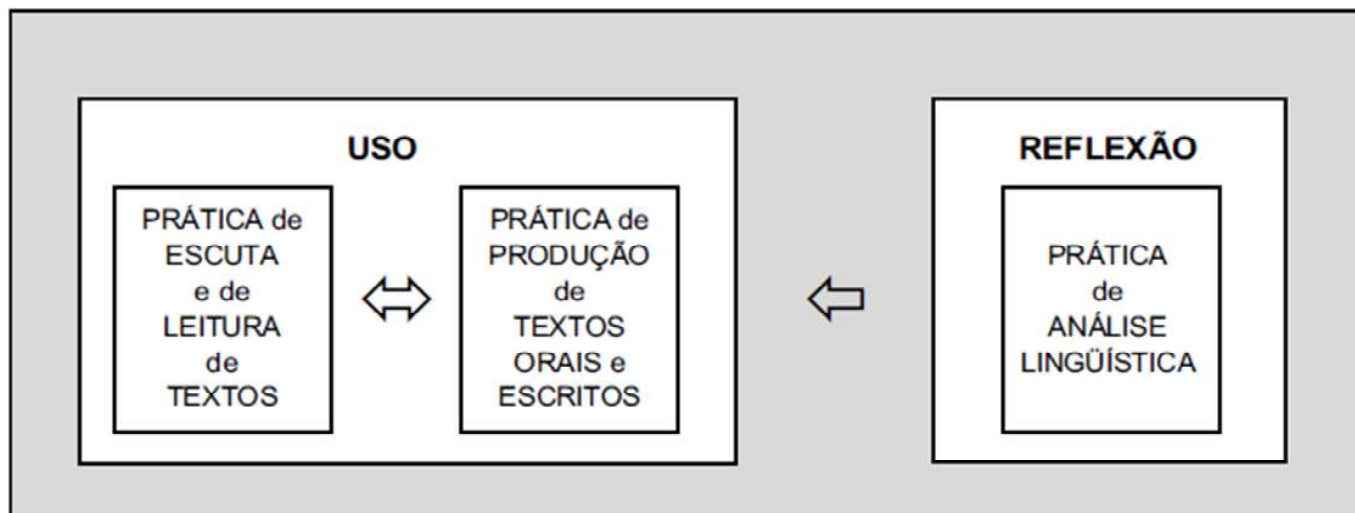 USO
PRÁTICA de
ESCUTA
e de
LEITURA
de
TEXTOS
PRÁTICA de
PRODUÇÃO
de
TEXTOS
ORAIS e
ESCRITOS
REFLEXÃO
PRÁTICA
de
ANÁLISE
LINGÜÍSTICA